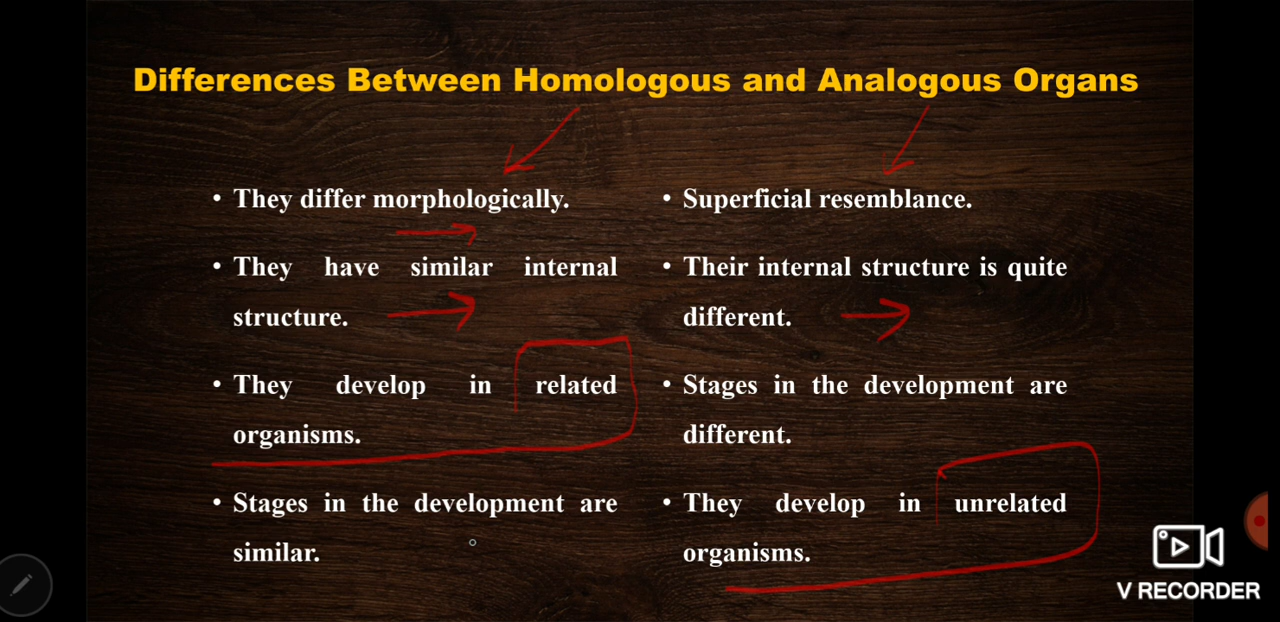 Differences Between Homologous and Analogous Organs
• They differ morphologically.
• They have similar internal
structure.
• They develop in related
organisms.
• Stages in the development are
similar.
• Superficial resemblance.
• Their internal structure is quite
different.
• Stages in the development are
different.
• They develop in unrelated
organisms.
V RECORDER